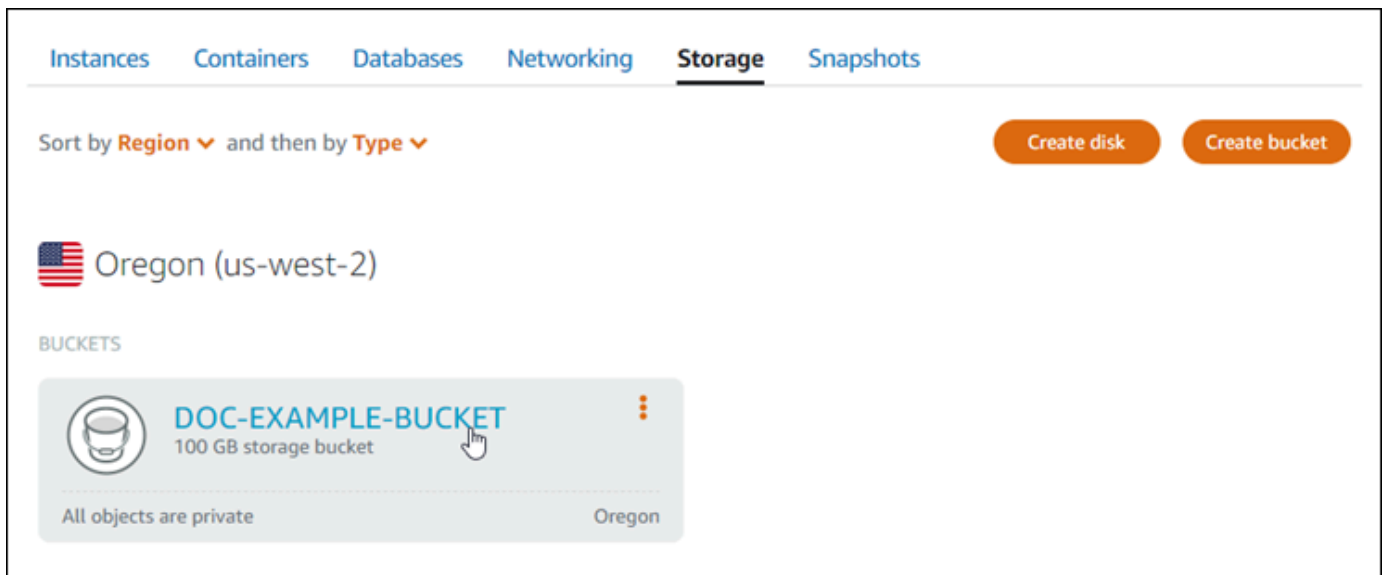 Instances Containers Databases Networking Storage Snapshots
Sort by Region and then by Type Create disk Create bucket
Oregon (us-west-2)
BUCKETS
DOC-EXAMPLE-BUCKET
100 GB storage bucket
All objects are private Oregon